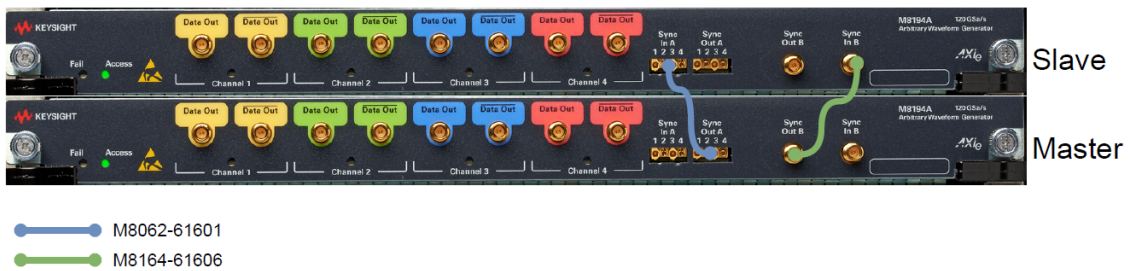 KEYSIGHT
Data Out Data Out Data Out Data Out Data Out Data Out Data Out Data Out
Sync In A
1 2 3 4
Sync Out A
1 2 3 4
Sync Out B
Sync In B
M8194A 120 GSa/s
Arbitrary Waveform Generator
AXIe
Slave
Fail Access
Channel 1 Channel 2 Channel 3 Channel 4
KEYSIGHT
Data Out Data Out Data Out Data Out Data Out Data Out Data Out Data Out
Sync In A
1 2 3 4
Sync Out A
1 2 3 4
Sync Out B
Sync In B
M8194A 120 GSa/s
Arbitrary Waveform Generator
AXIe
Master
Fail Access
Channel 1 Channel 2 Channel 3 Channel 4
M8062-61601
M8164-61606